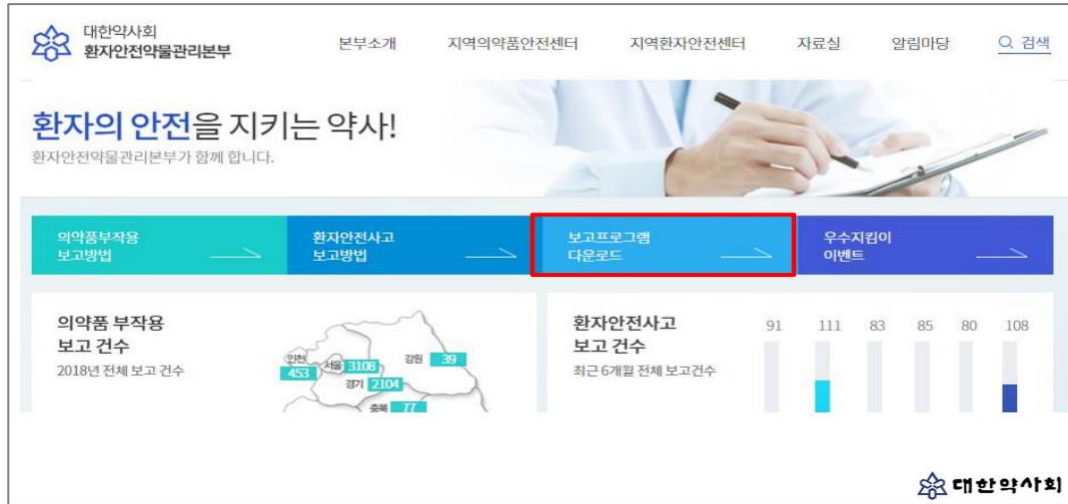 대한약사회
환자안전약물관리본부
본부소개 지역의약품안전센터 지역환자안전센터 자료실 알림마당 검색
환자의 안전을 지키는 약사!
환자안전약물관리본부가 함께 합니다.
의약품부작용
보고방법
환자안전사고
보고방법
보고프로그램
다운로드
우수지킴이
이벤트
의약품 부작용
보고 건수
2018년 전체 보고 건수
인천
453
서울 3108
강원 39
경기 2104
충북 77
환자안전사고
보고 건수
최근 6개월 전체 보고건수
91 111 83 85 80 108
대한약사회